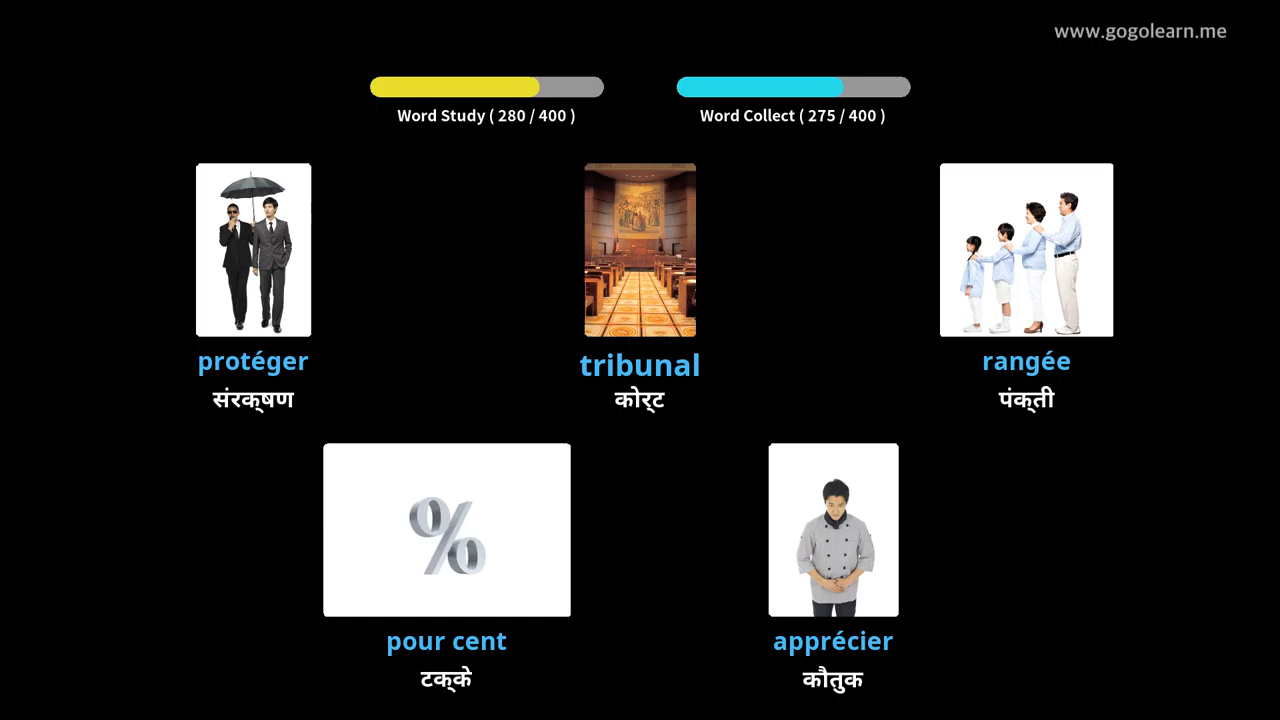 www.gogolearn.me
Word Study ( 280 / 400 )
Word Collect ( 275 / 400 )
protéger
संरक्षण
tribunal
कोर्ट
rangée
पंक्ती
pour cent
टक्के
apprécier
कौतुक